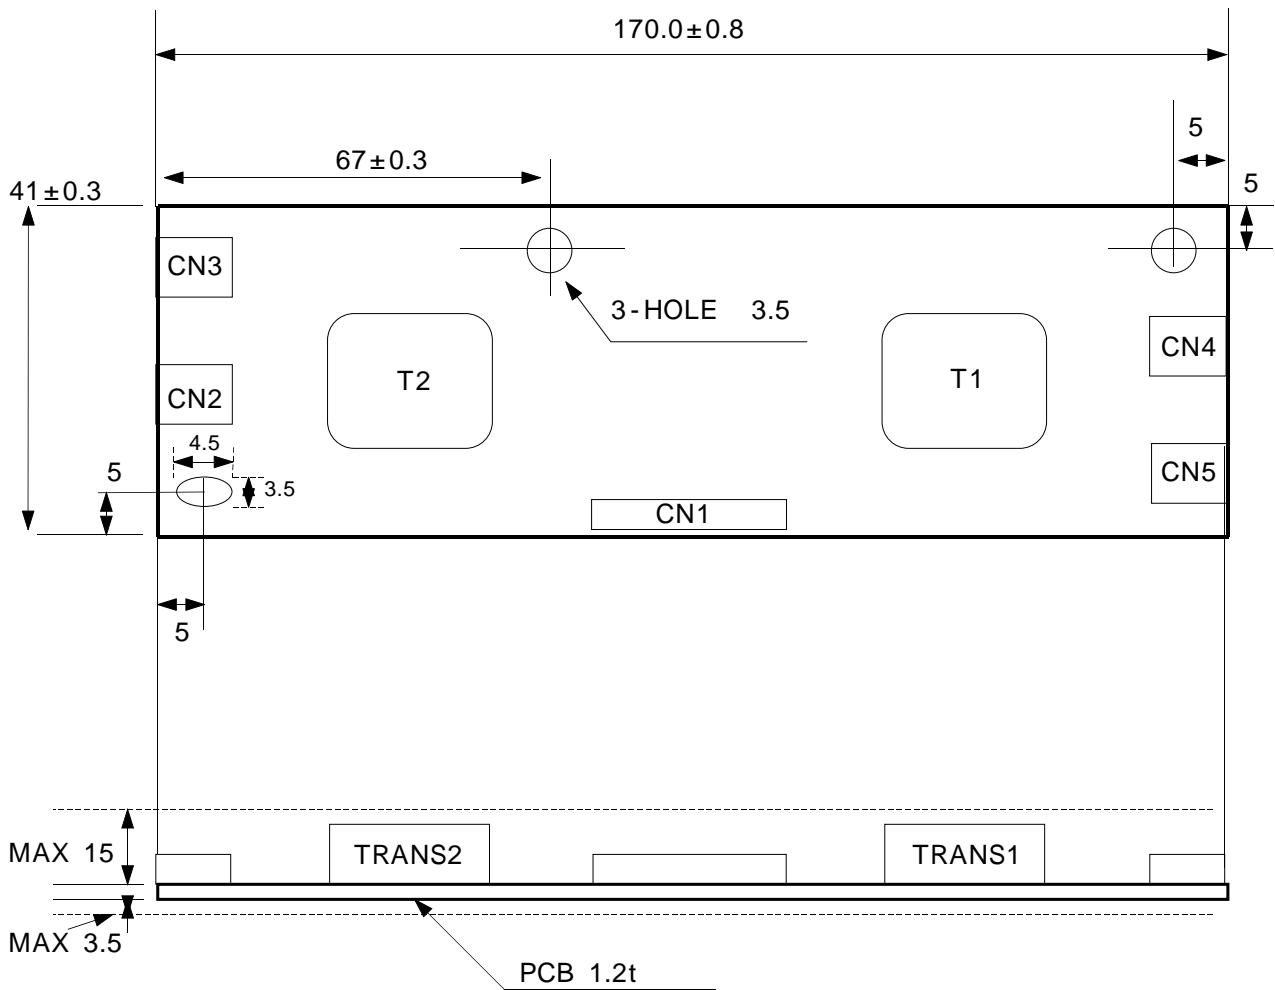 170.0±0.8
5
67±0.3
5
41±0.3
CN3
3-HOLE 3.5
CN4
T2
T1
CN2
4.5
5
3.5
CN5
CN1
5
MAX 15
TRANS2
TRANS1
MAX 3.5
PCB 1.2t